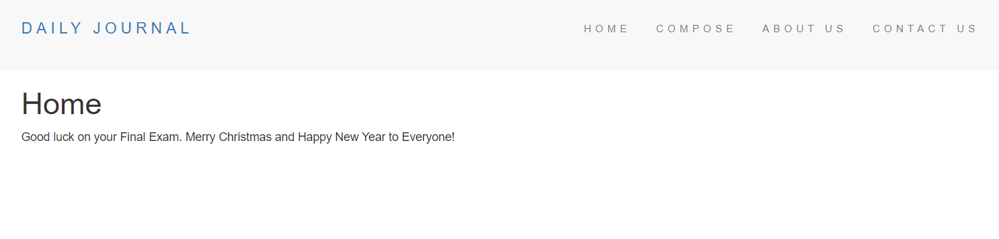 DAILY JOURNAL
HOME COMPOSE ABOUT US CONTACT US
Home
Good luck on your Final Exam. Merry Christmas and Happy New Year to Everyone!